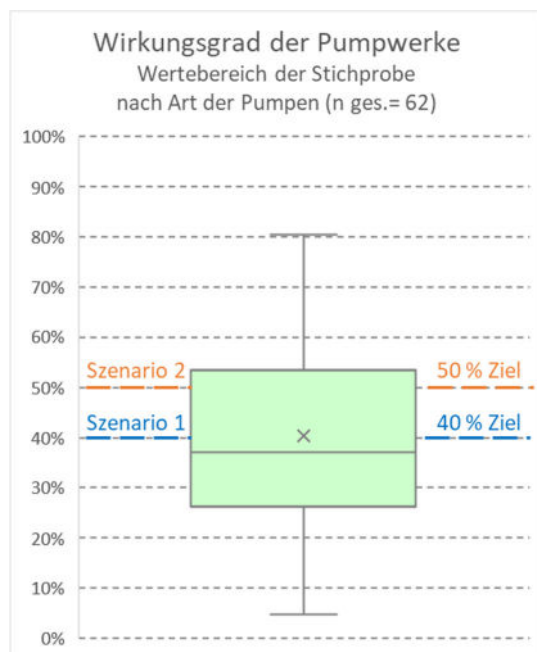 Wirkungsgrad der Pumpwerke
Wertebereich der Stichprobe
nach Art der Pumpen (n ges.= 62)
100%
90%
80%
70%
60%
Szenario 2 50 % Ziel
50%
Szenario 1 40 % Ziel
40%
30%
20%
10%
0%